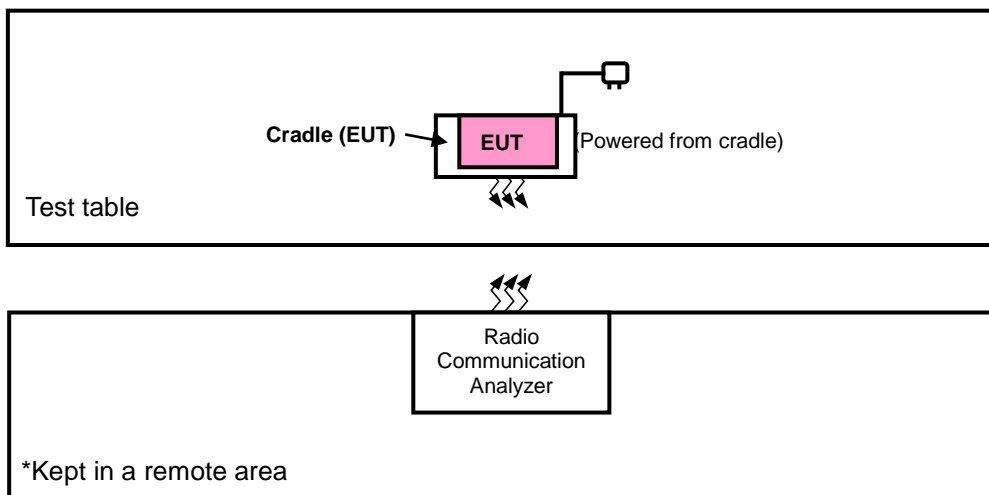 Cradle (EUT)
EUT
(Powered from cradle)
Test table
Radio
Communication
Analyzer
*Kept in a remote area